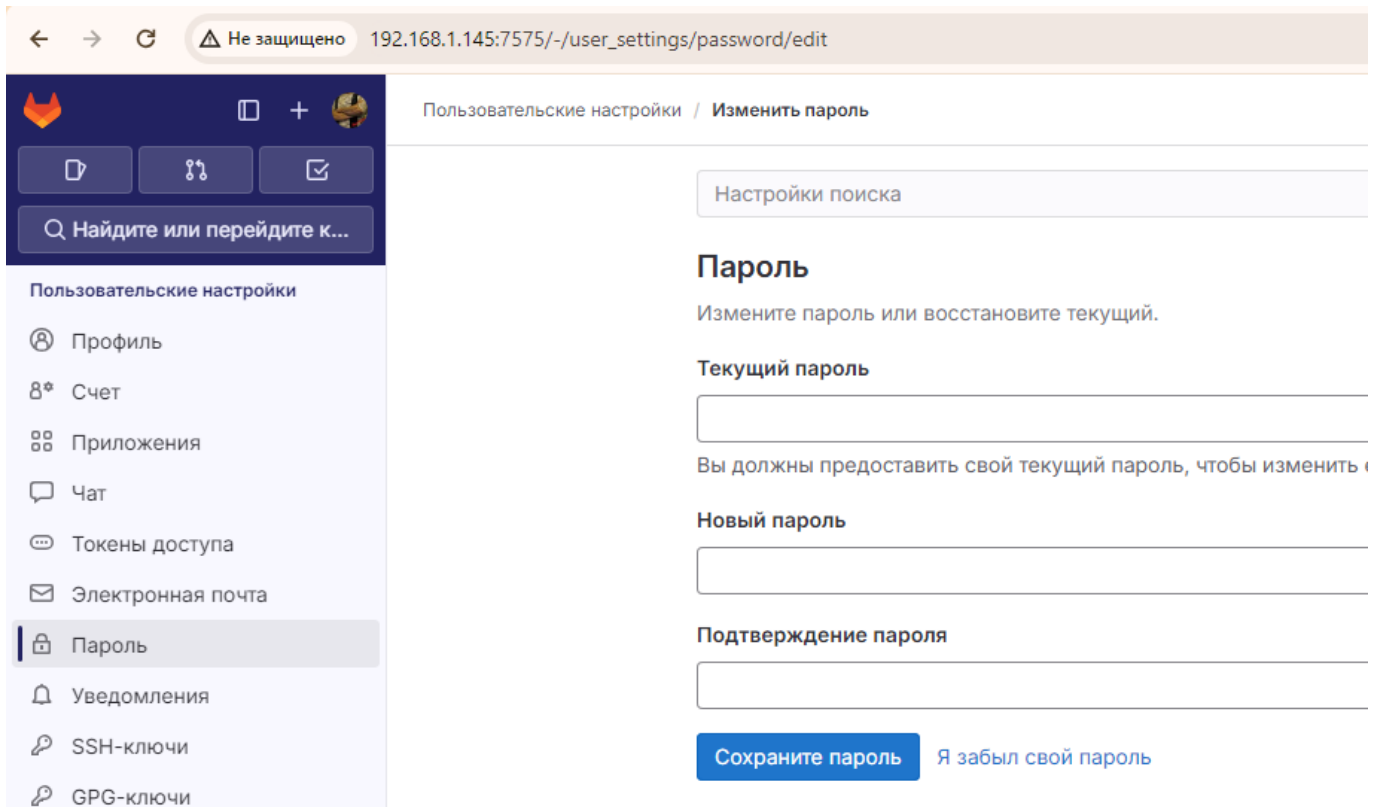 Не защищено 192.168.1.145:7575/-/user_settings/password/edit
Пользовательские настройки / Изменить пароль
Найдите или перейдите к...
Пользовательские настройки
Профиль
Счет
Приложения
Чат
Токены доступа
Электронная почта
Пароль
Уведомления
SSH-ключи
GPG-ключи
Настройки поиска
Пароль
Измените пароль или восстановите текущий.
Текущий пароль
Вы должны предоставить свой текущий пароль, чтобы изменить
Новый пароль
Подтверждение пароля
Сохраните пароль Я забыл свой пароль